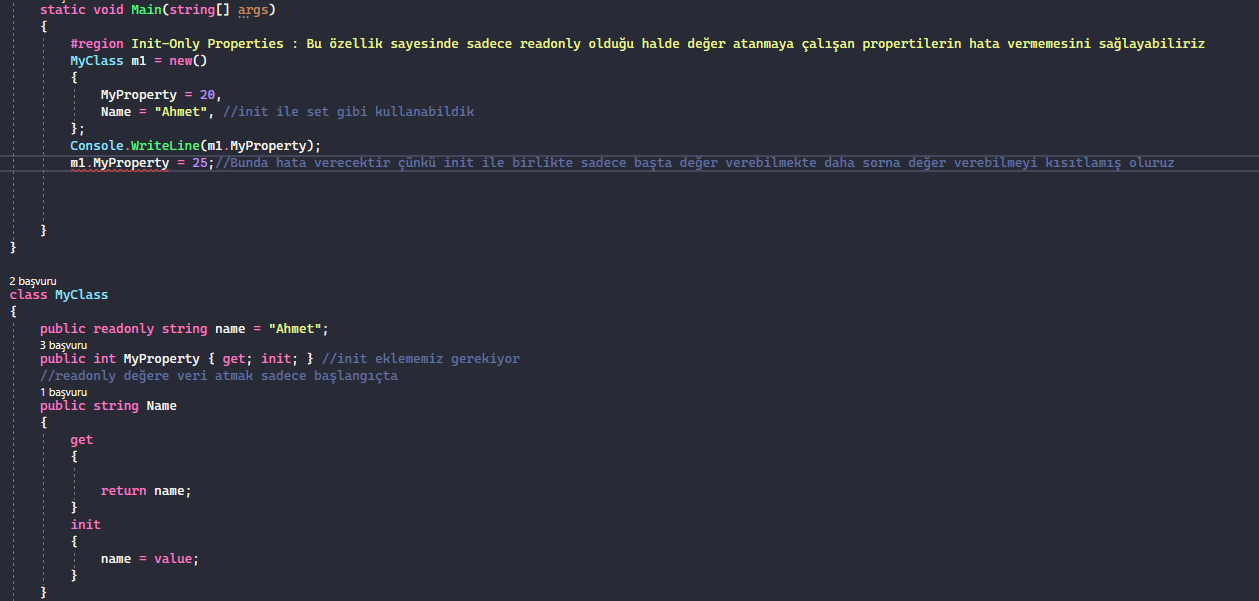 static void Main(string[] args)
{
#region Init-Only Properties : Bu özellik sayesinde sadece readonly olduğu halde değer atanmaya çalışan propertilerin hata vermemesini sağlayabiliriz
MyClass m1 = new()
{
MyProperty = 20,
Name = "Ahmet", //init ile set gibi kullanabildik
};
Console.WriteLine(m1.MyProperty);
m1.MyProperty = 25;//Bunda hata verecektir çünkü init ile birlikte sadece başta değer verebilmekte daha sorna değer verebilmeyi kısıtlamış oluruz
}
}
2 başvuru
class MyClass
{
public readonly string name = "Ahmet";
3 başvuru
public int MyProperty { get; init; } //init eklememiz gerekiyor
//readonly değere veri atmak sadece başlangıçta
1 başvuru
public string Name
{
get
{
return name;
}
init
{
name = value;
}
}